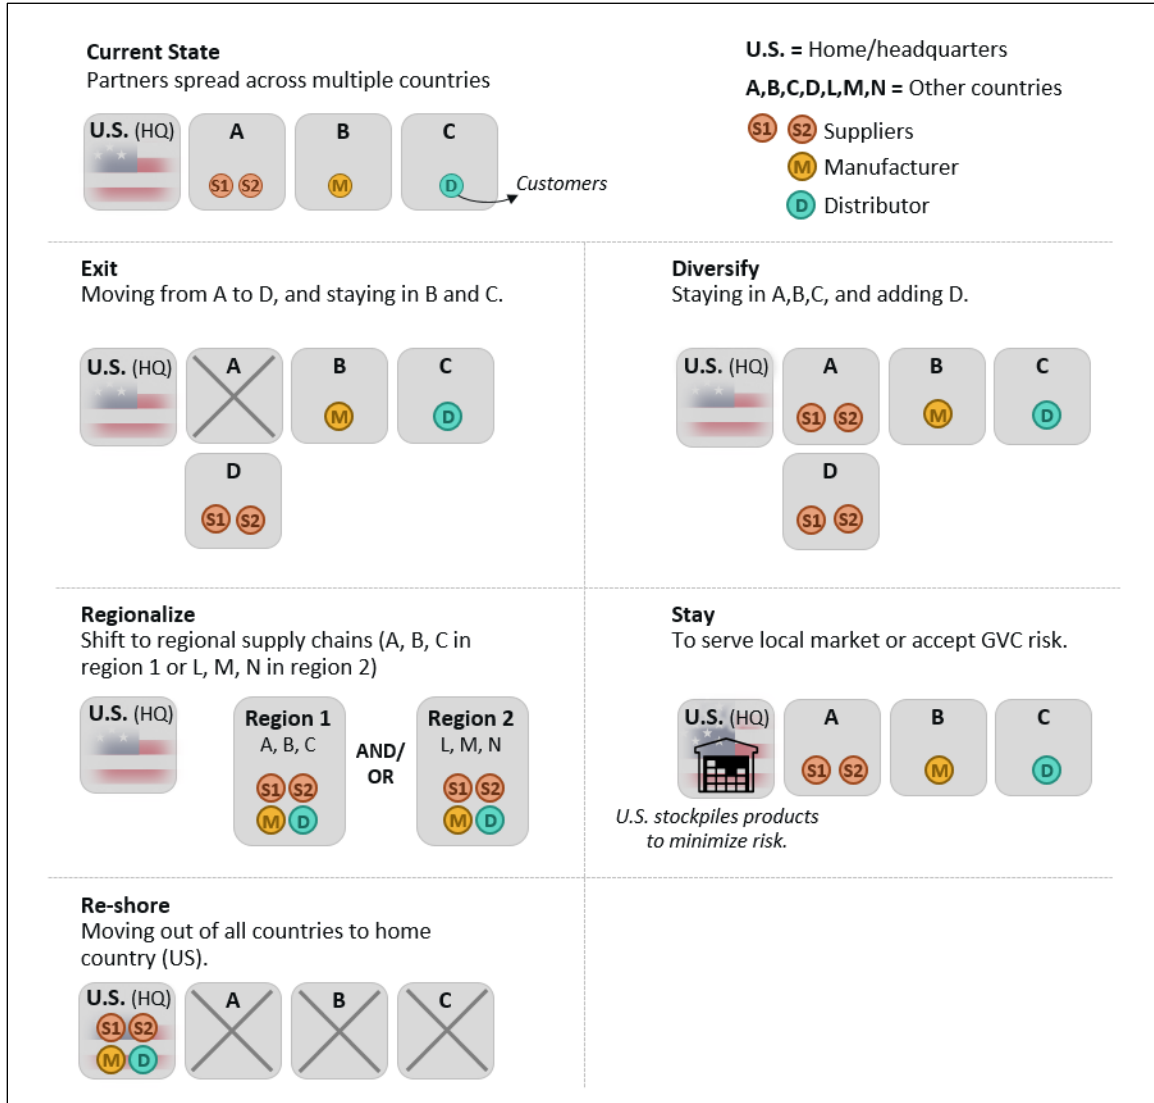 Current State
Partners spread across multiple countries
U.S. (HQ)
A
B
C
S1 S2
M
D
Customers
U.S. = Home/headquarters
A,B,C,D,L,M,N = Other countries
S1 S2 Suppliers
M Manufacturer
D Distributor
Exit
Moving from A to D, and staying in B and C.
U.S. (HQ)
A
B
C
M
D
D
S1 S2
Diversify
Staying in A,B,C, and adding D.
U.S. (HQ)
A
B
C
S1 S2
M
D
D
S1 S2
Regionalize
Shift to regional supply chains (A, B, C in
region 1 or L, M, N in region 2)
U.S. (HQ)
Region 1
A, B, C
S1 S2
M D
AND/
OR
Region 2
L, M, N
S1 S2
M D
Stay
To serve local market or accept GVC risk.
U.S. (HQ)
A
B
C
S1 S2
M
D
U.S. stockpiles products
to minimize risk.
Re-shore
Moving out of all countries to home
country (US).
U.S. (HQ)
S1 S2
M D
A
B
C